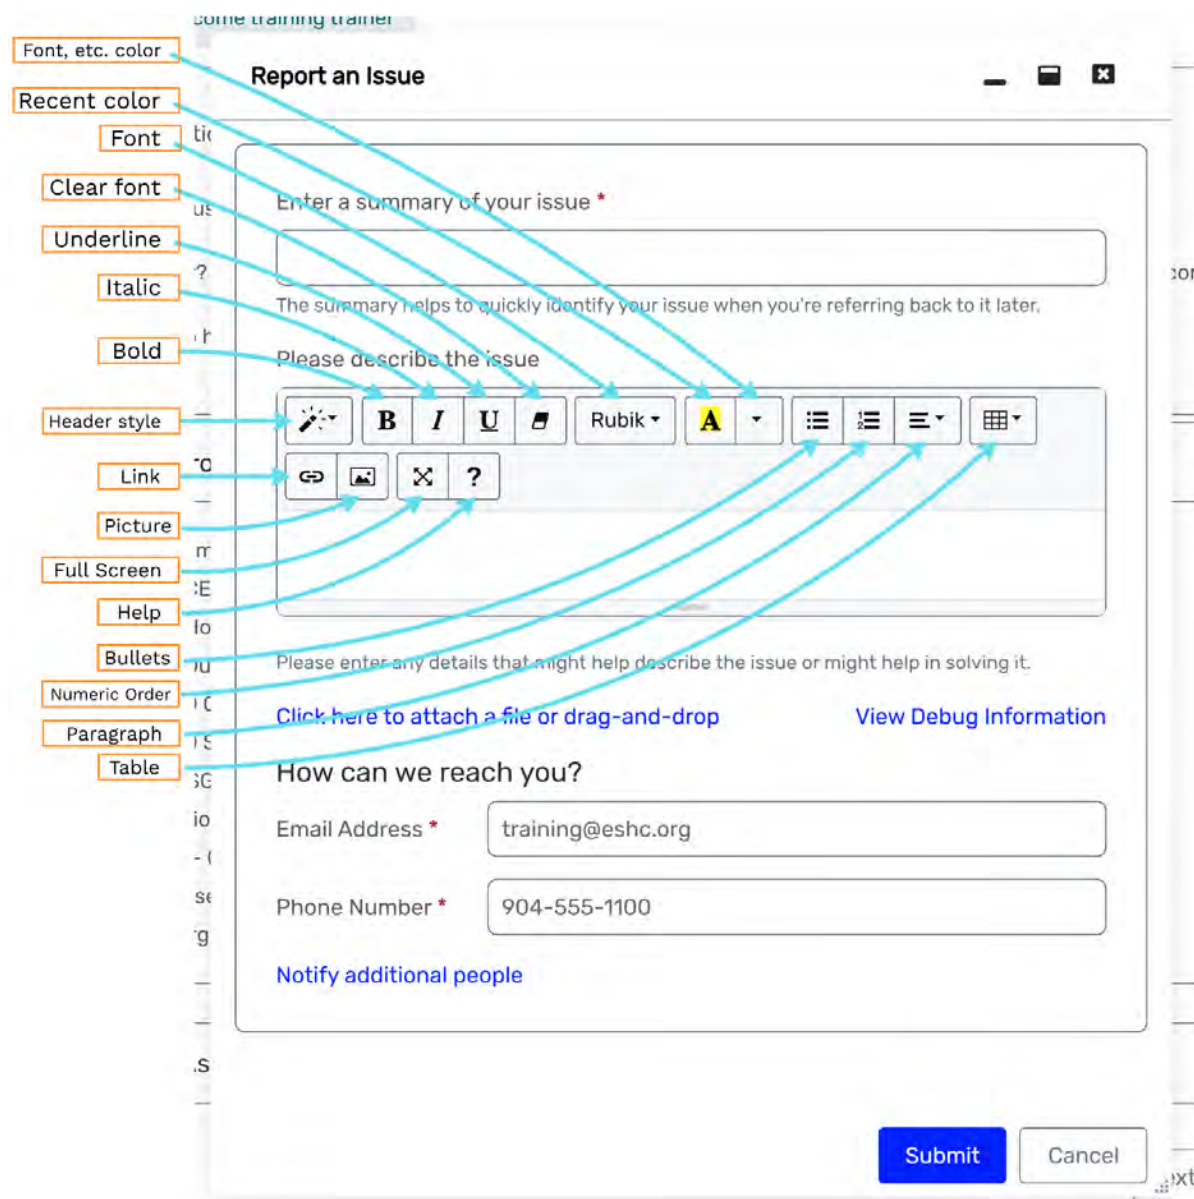 come training trainer
Font, etc. color
Report an Issue
Recent color
Font
Clear font
Enter a summary of your issue *
Underline
Italic
The summary helps to quickly identify your issue when you're referring back to it later.
Bold
Please describe the issue
Header style
B I U Rubik A
Link
?
Picture
Full Screen
Help
Bullets
Please enter any details that might help describe the issue or might help in solving it.
Numeric Order
Click here to attach a file or drag-and-drop View Debug Information
Paragraph
Table
How can we reach you?
Email Address * training@eshc.org
Phone Number * 904-555-1100
Notify additional people
Submit Cancel